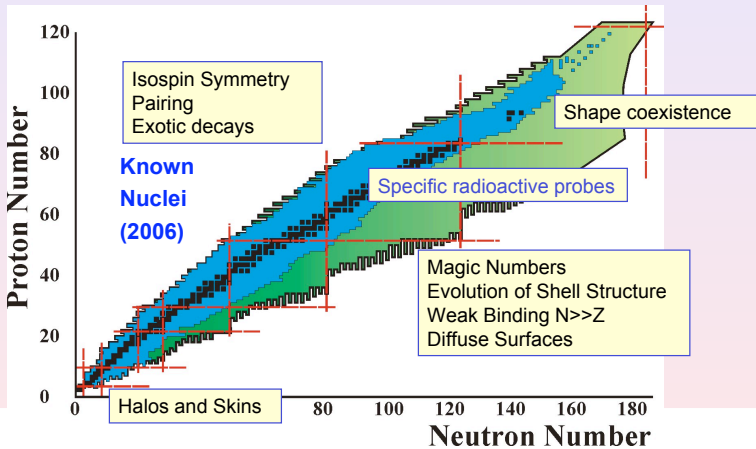 120
100
80
60
40
20
0
Proton Number
Isospin Symmetry
Pairing
Exotic decays
Known
Nuclei
(2006)
Shape coexistence
Specific radioactive probes
Magic Numbers
Evolution of Shell Structure
Weak Binding N>>Z
Diffuse Surfaces
Halos and Skins
0
80
100
120
140
160
180
Neutron Number